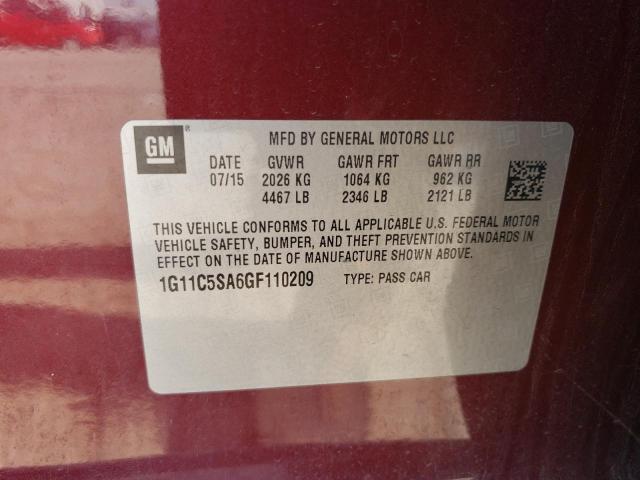 GM ® MFD BY GENERAL MOTORS LLC
DATE GVWR GAWR FRT GAWR RR
07/15 2026 KG 1064 KG 962 KG
4467 LB 2346 LB 2121 LB
THIS VEHICLE CONFORMS TO ALL APPLICABLE U.S. FEDERAL MOTOR
VEHICLE SAFETY, BUMPER, AND THEFT PREVENTION STANDARDS IN
EFFECT ON THE DATE OF MANUFACTURE SHOWN ABOVE.
1G11C5SA6GF110209 TYPE: PASS CAR